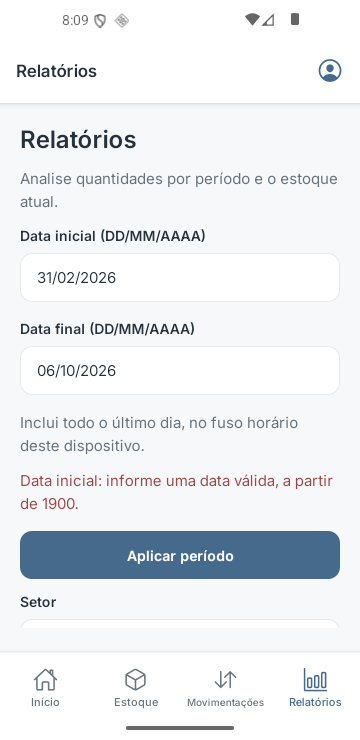 8:09
Relatórios
Relatórios
Analise quantidades por período e o estoque
atual.
Data inicial (DD/MM/AAAA)
31/02/2026
Data final (DD/MM/AAAA)
06/10/2026
Inclui todo o último dia, no fuso horário
deste dispositivo.
Data inicial: informe uma data válida, a partir
de 1900.
Aplicar período
Setor
Início
Estoque
Movimentações
Relatórios